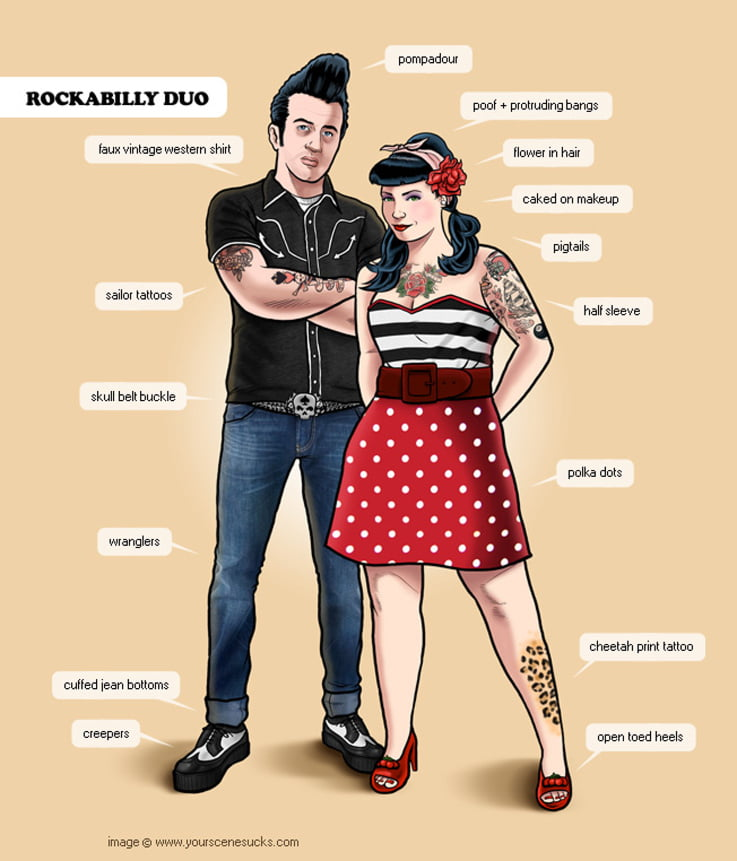 pompadour
ROCKABILLY DUO
poof + protruding bangs
faux vintage western shirt
flower in hair
caked on makeup
pigtails
sailor tattoos
half sleeve
skull belt buckle
polka dots
wranglers
cheetah print tattoo
cuffed jean bottoms
creepers
open toed heels
image © www.yourscenesucks.com